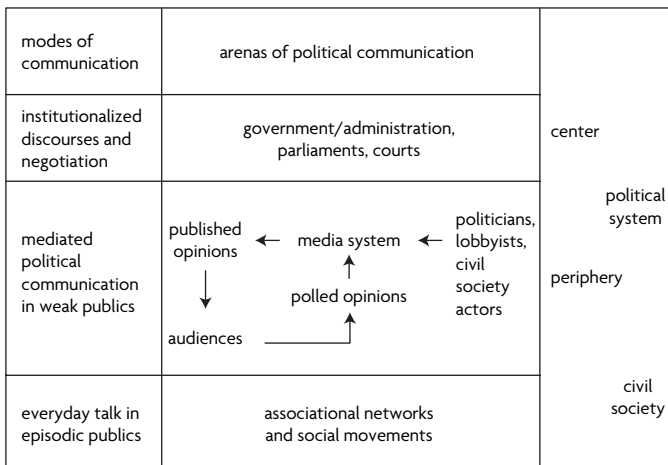 modes of
communication
arenas of political communication
institutionalized
discourses and
negotiation
government/administration,
parliaments, courts
center
mediated
political
communication
in weak publics
published
opinions
media system
politicians,
lobbyists,
civil
society
actors
polled opinions
audiences
political
system
periphery
everyday talk in
episodic publics
associational networks
and social movements
civil
society